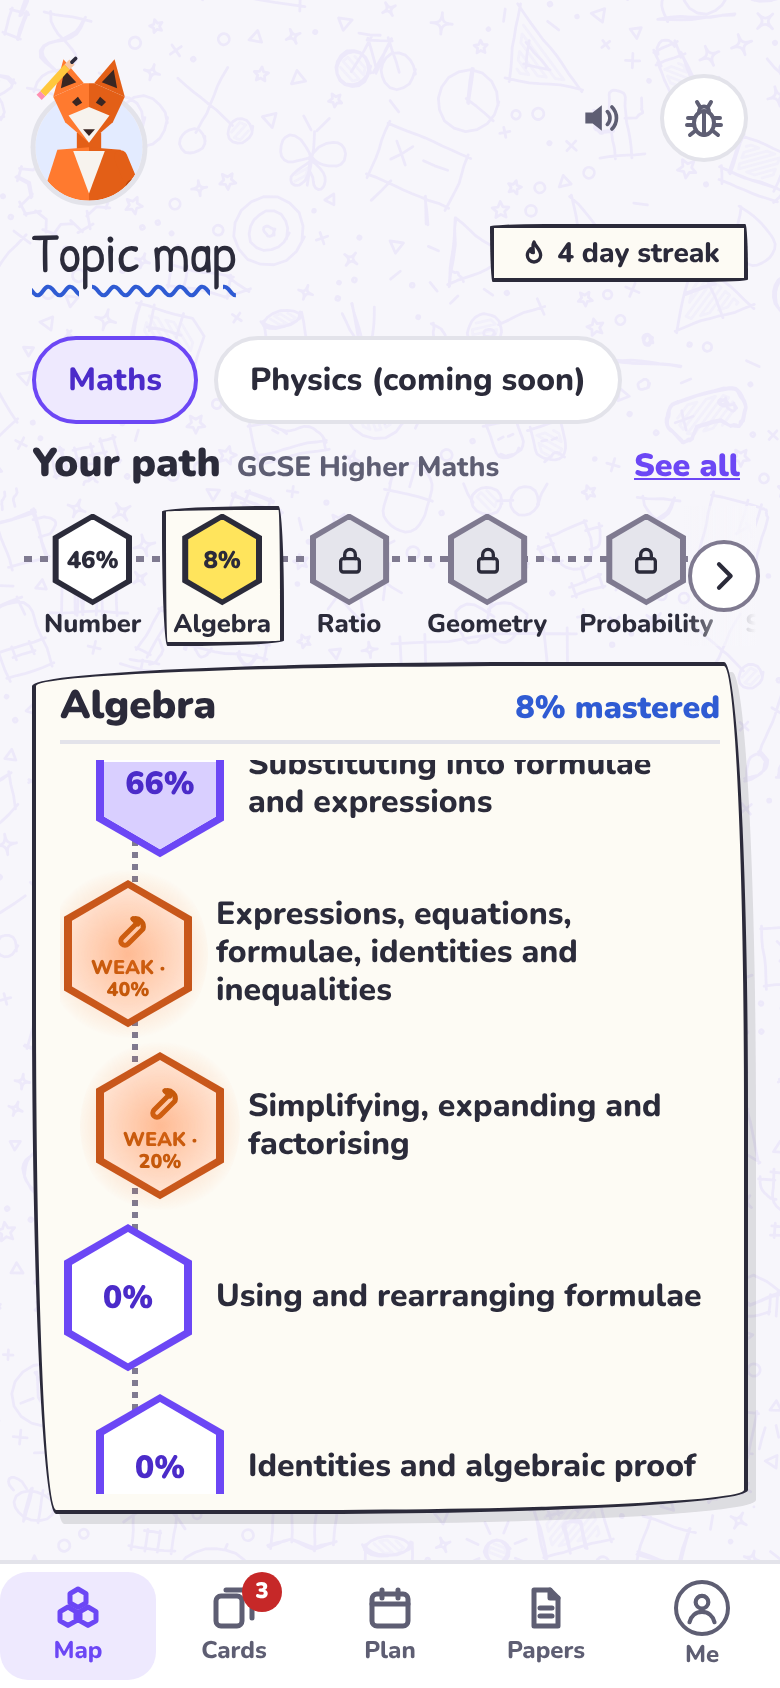 Topic map
4 day streak
Maths
Physics (coming soon)
Your path GCSE Higher Maths See all
46%
8%
Number
Algebra
Ratio
Geometry
Probability
Algebra
8% mastered
66%
Substituting into formulae
and expressions
WEAK ·
40%
Expressions, equations,
formulae, identities and
inequalities
WEAK ·
20%
Simplifying, expanding and
factorising
0%
Using and rearranging formulae
0%
Identities and algebraic proof
3
Map
Cards
Plan
Papers
Me